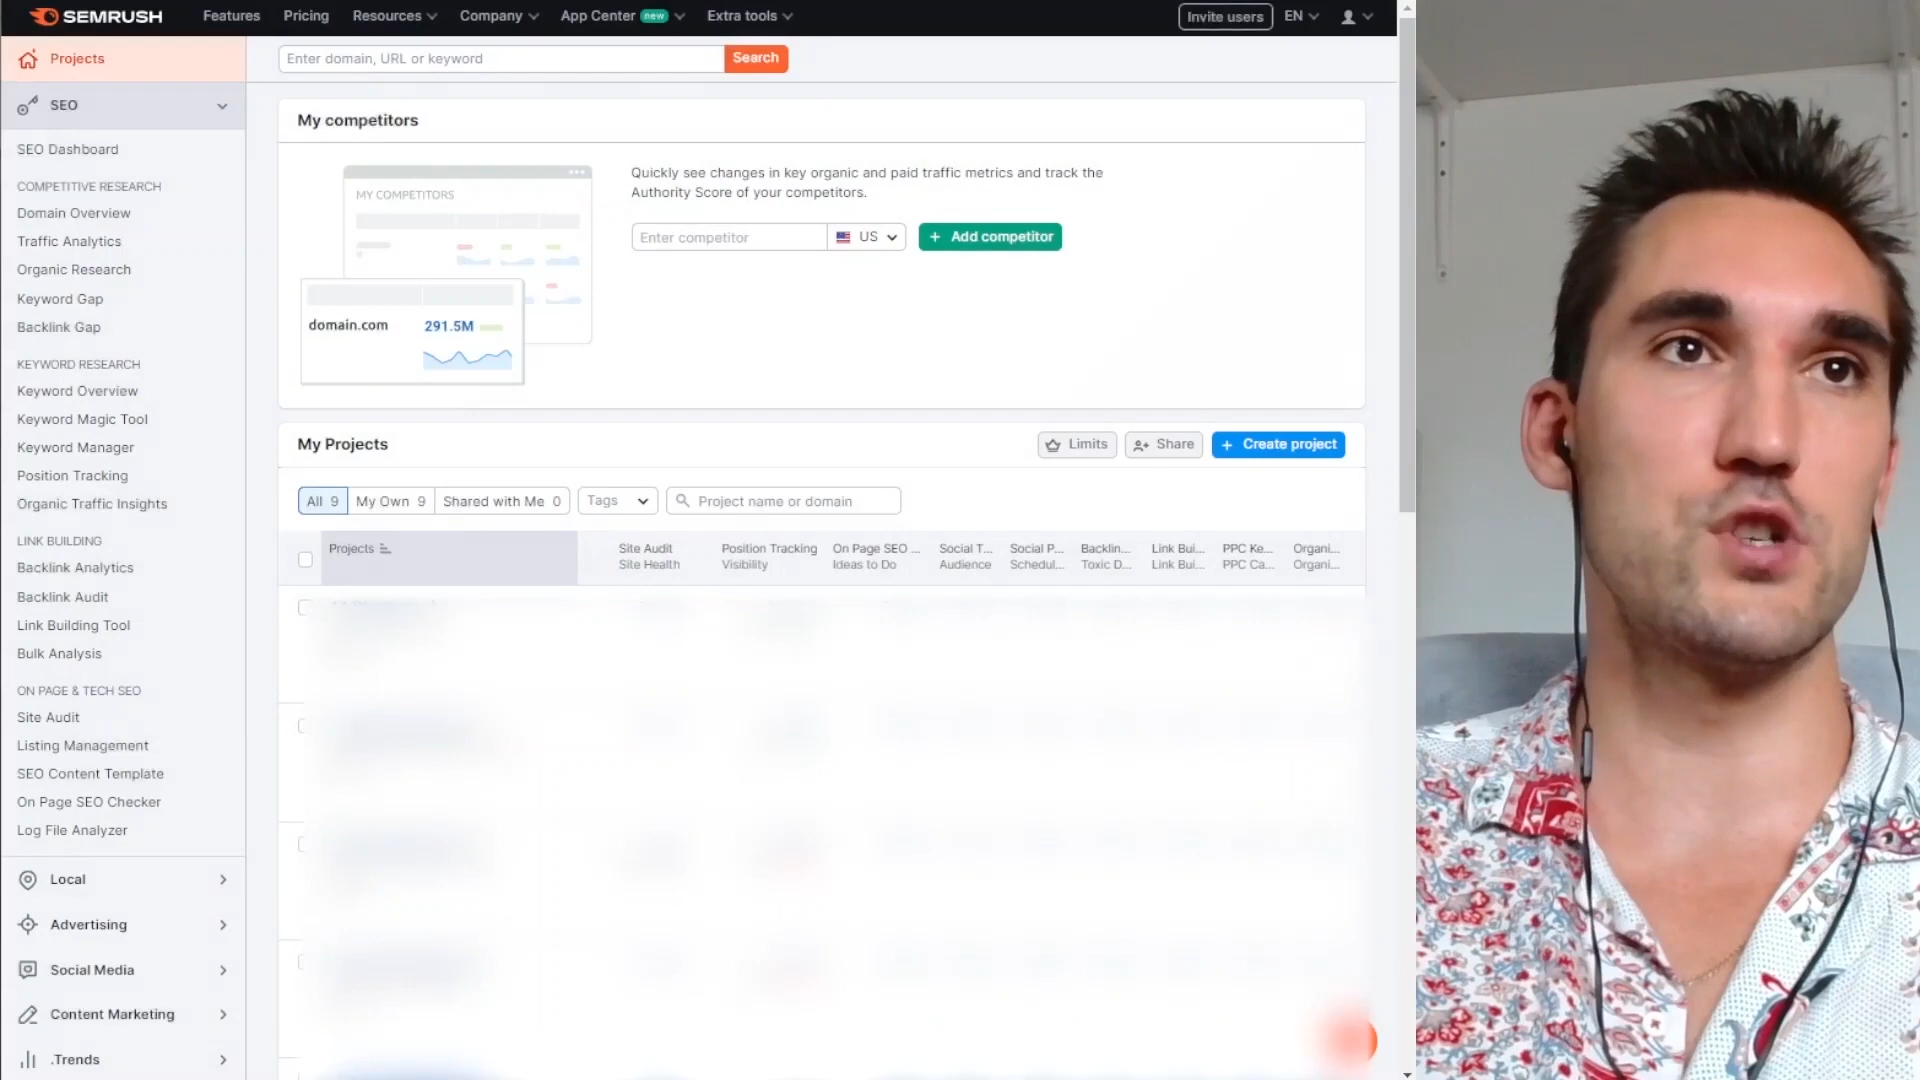 SEMRUSH
Features
Pricing
Resources
Company
App Center new
Extra tools
Invite users
EN
Projects
Enter domain, URL or keyword
Search
SEO
SEO Dashboard
COMPETITIVE RESEARCH
Domain Overview
Traffic Analytics
Organic Research
Keyword Gap
Backlink Gap
KEYWORD RESEARCH
Keyword Overview
Keyword Magic Tool
Keyword Manager
Position Tracking
Organic Traffic Insights
LINK BUILDING
Backlink Analytics
Backlink Audit
Link Building Tool
Bulk Analysis
ON PAGE & TECH SEO
Site Audit
Listing Management
SEO Content Template
On Page SEO Checker
Log File Analyzer
Local
Advertising
Social Media
Content Marketing
.Trends
My competitors
MY COMPETITORS
domain.com 291.5M
Quickly see changes in key organic and paid traffic metrics and track the
Authority Score of your competitors.
Enter competitor
US
+ Add competitor
My Projects
Limits
Share
+ Create project
All 9
My Own 9
Shared with Me 0
Tags
Project name or domain
Projects
Site Audit
Site Health
Position Tracking
Visibility
On Page SEO ...
Ideas to Do
Social T...
Audience
Social P...
Schedul...
Backlin...
Toxic D...
Link Bui...
Link Bui...
PPC Ke...
PPC Ca...
Organi...
Organi...